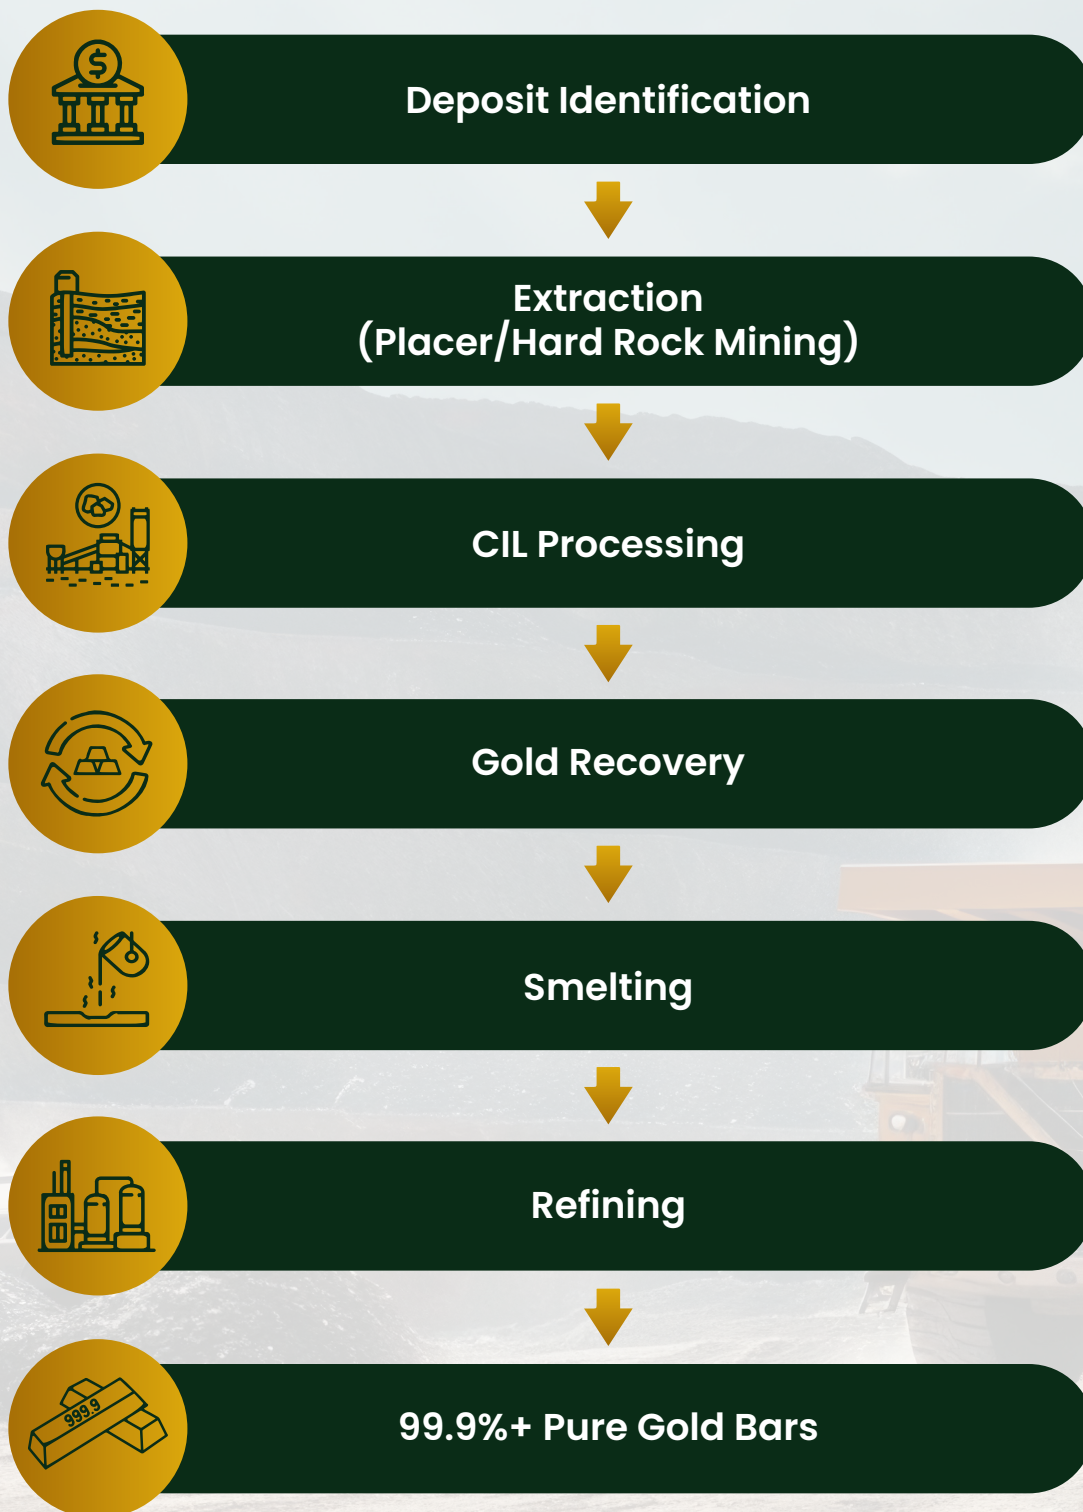 $
Deposit Identification
Extraction
(Placer/Hard Rock Mining)
CIL Processing
Gold Recovery
Smelting
Refining
999.9
99.9%+ Pure Gold Bars